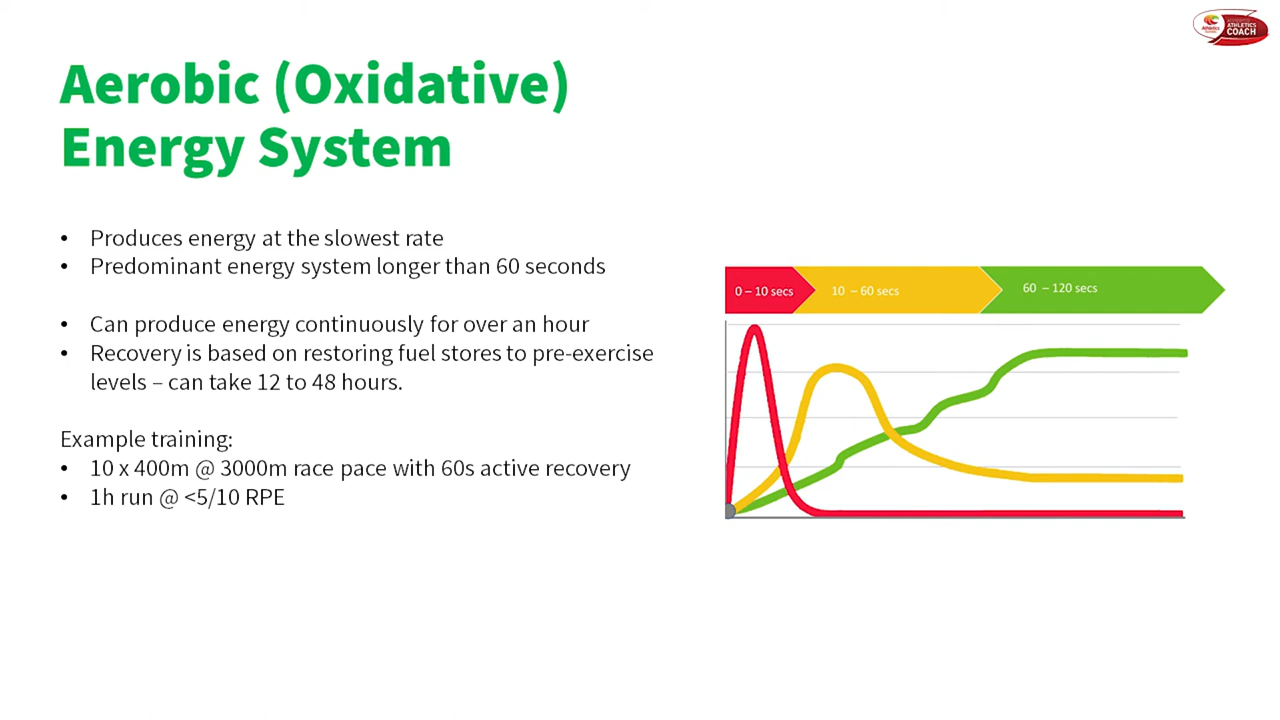 Aerobic (Oxidative)
Energy System
• Produces energy at the slowest rate
• Predominant energy system longer than 60 seconds
• Can produce energy continuously for over an hour
• Recovery is based on restoring fuel stores to pre-exercise
levels – can take 12 to 48 hours.
Example training:
• 10 x 400m @ 3000m race pace with 60s active recovery
• 1h run @ <5/10 RPE
0 – 10 secs
10 – 60 secs
60 – 120 secs
ATHLETICS
COACH